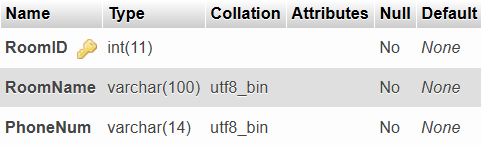 Name Type Collation Attributes Null Default
RoomID int(11) No None
RoomName varchar(100) utf8_bin No None
PhoneNum varchar(14) utf8_bin No None